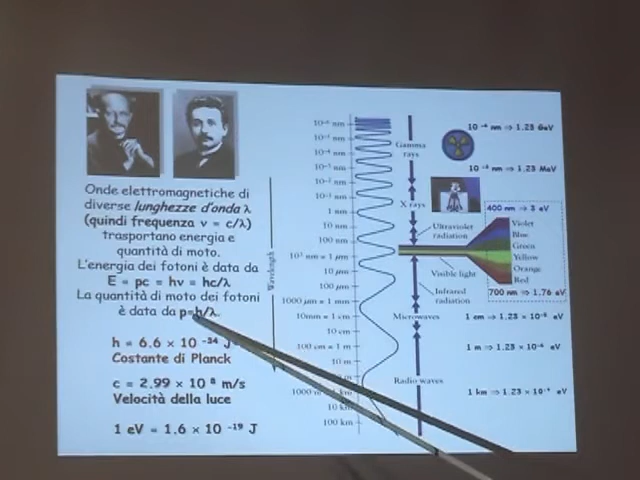 Onde elettromagnetiche di
diverse lunghezze d'onda λ
(quindi frequenza ν = c/λ)
trasportano energia e
quantità di moto.
L'energia dei fotoni è data da
E = pc = hν = hc/λ
La quantità di moto dei fotoni
è data da p=h/λ.
h = 6.6 × 10 -34 J
Costante di Planck
c = 2.99 × 10 8 m/s
Velocità della luce
1 eV = 1.6 × 10 -19 J
Wavelength
10-2 nm
1 nm
10 nm
100 nm
10³ nm = 1 μm
10 μm
100 μm
1000 μm = 1 mm
10mm = 1 cm
10 cm
100 cm = 1 m
10 m
1000 m
km
10 k
100 km
Gamma
rays
X rays
Ultraviolet
radiation
Visible light
Infrared
radiation
Microwaves
Radio waves
nm ⇒ 1.23 GeV
nm ⇒ 1.23 MeV
400 nm ⇒ 3 eV
Violet
Blue
Green
Yellow
Orange
Red
700 nm ⇒ 1.76 eV
1 cm ⇒ 1.23 × 10 eV
1 m ⇒ 1.23 × 10 eV
1 km ⇒ 1.23 × 10 eV